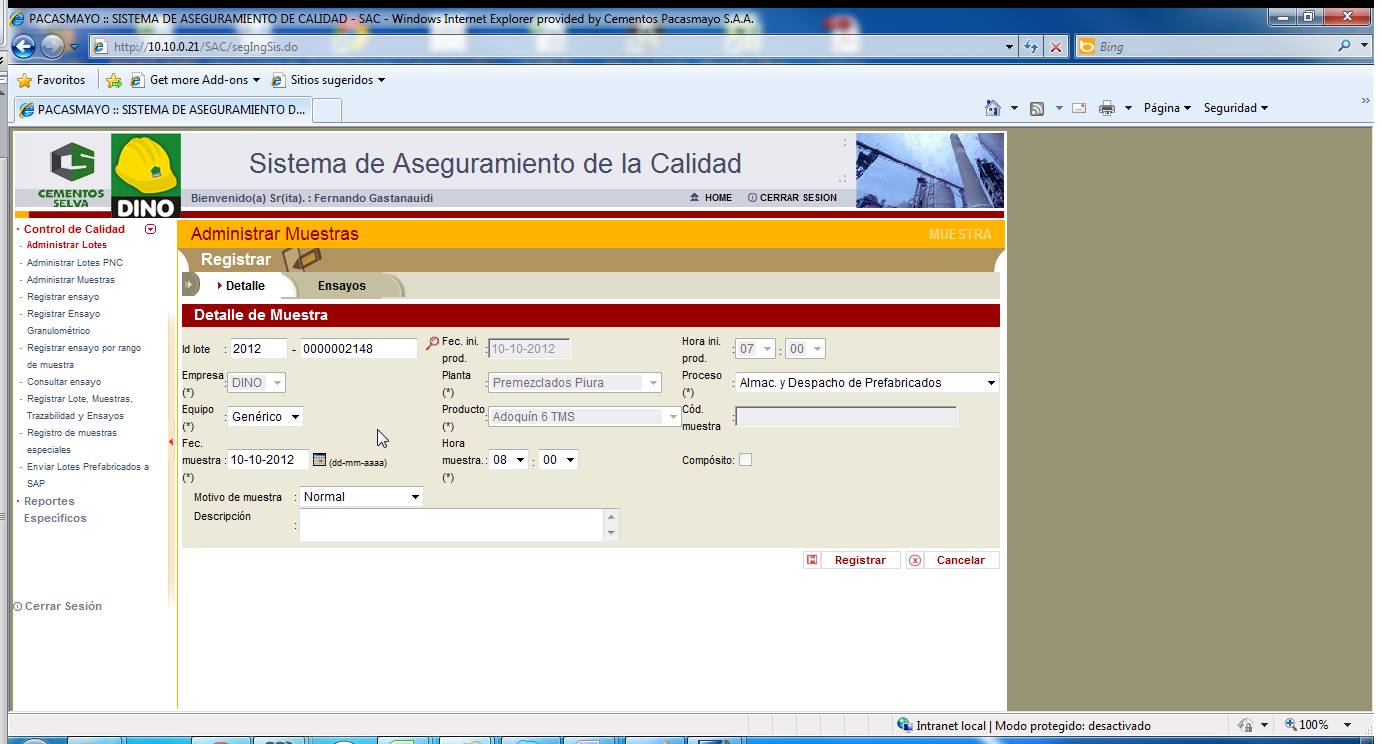 PACASMAYO :: SISTEMA DE ASEGURAMIENTO DE CALIDAD - SAC - Windows Internet Explorer provided by Cementos Pacasmayo S.A.A.
http://10.10.0.21/SAC/segIngSis.do
Bing
Favoritos
Get more Add-ons
Sitios sugeridos
PACASMAYO :: SISTEMA DE ASEGURAMIENTO D...
Página
Seguridad
»
CEMENTOS
SELVA
DINO
Sistema de Aseguramiento de la Calidad
Bienvenido(a) Sr(ita). : Fernando Gastanauidi
HOME
CERRAR SESION
Control de Calidad
- Administrar Lotes
- Administrar Lotes PNC
- Administrar Muestras
- Registrar ensayo
- Registrar Ensayo
Granulométrico
- Registrar ensayo por rango
de muestra
- Consultar ensayo
- Registrar Lote, Muestras,
Trazabilidad y Ensayos
- Registro de muestras
especiales
- Enviar Lotes Prefabricados a
SAP
Reportes
Específicos
Cerrar Sesión
Administrar Muestras
MUESTRA
Registrar
Detalle
Ensayos
Detalle de Muestra
Id lote : 2012 - 0000002148
Fec. ini.
prod. : 10-10-2012
Hora ini.
prod. : 07 : 00
Empresa
(*) : DINO
Planta
(*) : Premezclados Piura
Proceso
(*) : Almac. y Despacho de Prefabricados
Equipo
(*) : Genérico
Producto
(*) : Adoquín 6 TMS
Cód.
muestra :
Fec.
muestra : 10-10-2012 (dd-mm-aaaa)
(*)
Hora
muestra. : 08 : 00
(*)
Compósito:
Motivo de muestra : Normal
Descripción :
Registrar
Cancelar
Intranet local | Modo protegido: desactivado
100%